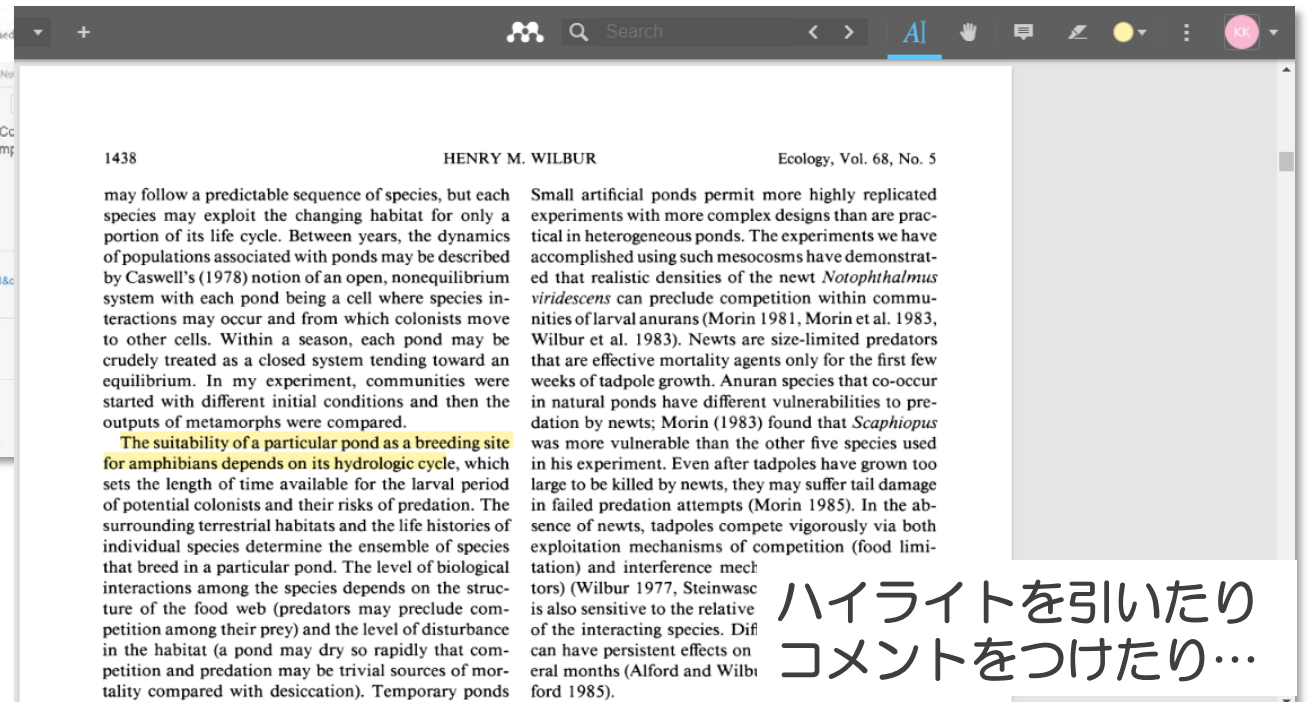 Search
KK
1438
HENRY M. WILBUR
Ecology, Vol. 68, No. 5
may follow a predictable sequence of species, but each
species may exploit the changing habitat for only a
portion of its life cycle. Between years, the dynamics
of populations associated with ponds may be described
by Caswell's (1978) notion of an open, nonequilibrium
system with each pond being a cell where species in-
teractions may occur and from which colonists move
to other cells. Within a season, each pond may be
crudely treated as a closed system tending toward an
equilibrium. In my experiment, communities were
started with different initial conditions and then the
outputs of metamorphs were compared.
The suitability of a particular pond as a breeding site
for amphibians depends on its hydrologic cycle, which
sets the length of time available for the larval period
of potential colonists and their risks of predation. The
surrounding terrestrial habitats and the life histories of
individual species determine the ensemble of species
that breed in a particular pond. The level of biological
interactions among the species depends on the struc-
ture of the food web (predators may preclude com-
petition among their prey) and the level of disturbance
in the habitat (a pond may dry so rapidly that com-
petition and predation may be trivial sources of mor-
tality compared with desiccation). Temporary ponds
Small artificial ponds permit more highly replicated
experiments with more complex designs than are prac-
tical in heterogeneous ponds. The experiments we have
accomplished using such mesocosms have demonstrat-
ed that realistic densities of the newt Notophthalmus
viridescens can preclude competition within commu-
nities of larval anurans (Morin 1981, Morin et al. 1983,
Wilbur et al. 1983). Newts are size-limited predators
that are effective mortality agents only for the first few
weeks of tadpole growth. Anuran species that co-occur
in natural ponds have different vulnerabilities to pre-
dation by newts; Morin (1983) found that Scaphiopus
was more vulnerable than the other five species used
in his experiment. Even after tadpoles have grown too
large to be killed by newts, they may suffer tail damage
in failed predation attempts (Morin 1985). In the ab-
sence of newts, tadpoles compete vigorously via both
exploitation mechanisms of competition (food limi-
tation) and interference mech
tors) (Wilbur 1977, Steinwasc
is also sensitive to the relative
of the interacting species. Dif
can have persistent effects on
eral months (Alford and Wilbu
ford 1985).
ハイライトを引いたり
コメントをつけたり…